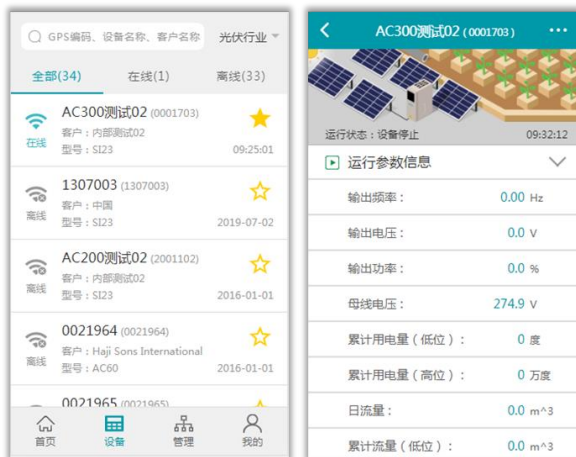 GPS编码、设备名称、客户名称
光伏行业
全部(34)
在线(1)
离线(33)
AC300测试02 (0001703)
客户：内部测试02
在线
型号：SI23
09:25:01
1307003 (1307003)
客户：中国
离线
型号：SI23
2019-07-02
AC200测试02 (2001102)
客户：内部测试02
离线
型号：SI23
2016-01-01
0021964 (0021964)
客户：Haji Sons International
离线
型号：AC60
2016-01-01
0021965 (0021965)
首页
设备
管理
我的
AC300测试02 (0001703)
运行状态：设备停止
09:32:12
运行参数信息
输出频率：
0.00 Hz
输出电压：
0.0 V
输出功率：
0.0 %
母线电压：
274.9 V
累计用电量（低位）：
0 度
累计用电量（高位）：
0 万度
日流量：
0.0 m^3
累计流量（低位）：
0.0 m^3